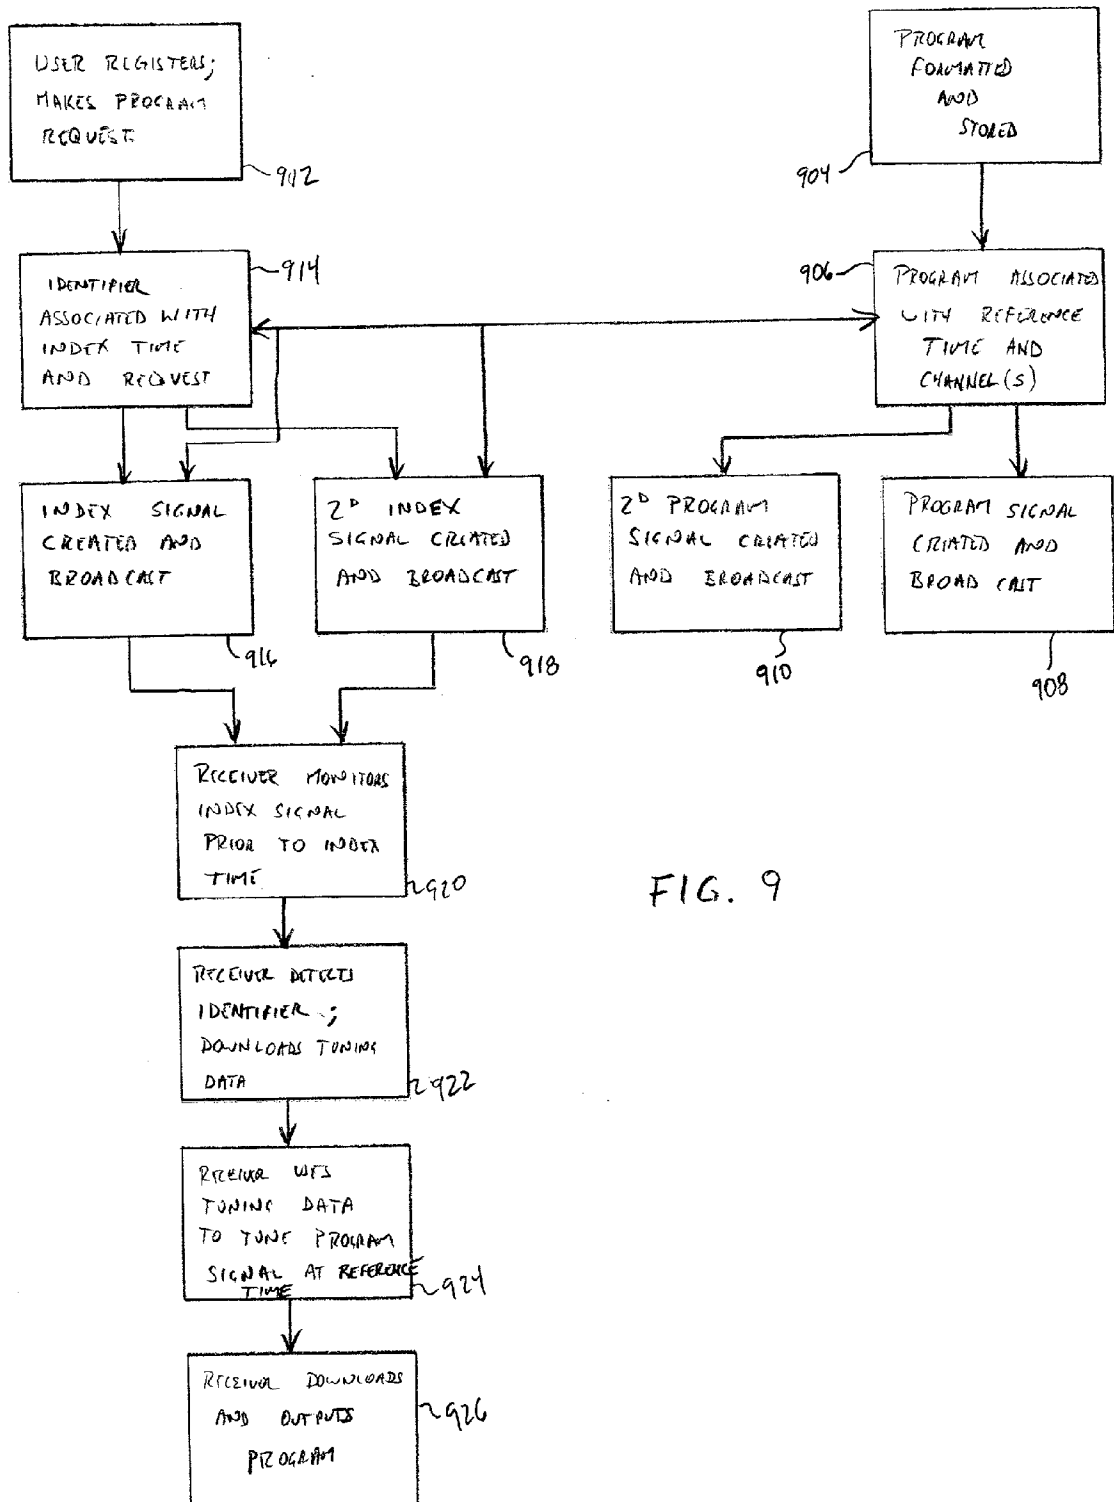 USER REGISTERS;
MAKES PROGRAM
REQUEST
902
PROGRAM
FORMATTED
AND
STORED
904
IDENTIFIER
ASSOCIATED WITH
INDEX TIME
AND REQUEST
914
906
PROGRAM ASSOCIATED
WITH REFERENCE
TIME AND
CHANNEL(S)
INDEX SIGNAL
CREATED AND
BROADCAST
916
2D INDEX
SIGNAL CREATED
AND BROADCAST
918
2D PROGRAM
SIGNAL CREATED
AND BROADCAST
910
PROGRAM SIGNAL
CREATED AND
BROADCAST
908
RECEIVER MONITORS
INDEX SIGNAL
PRIOR TO INDEX
TIME
920
FIG. 9
RECEIVER DETECTS
IDENTIFIER;
DOWNLOADS TUNING
DATA
922
RECEIVER USES
TUNING DATA
TO TUNE PROGRAM
SIGNAL AT REFERENCE
TIME
924
RECEIVER DOWNLOADS
AND OUTPUTS
PROGRAM
926